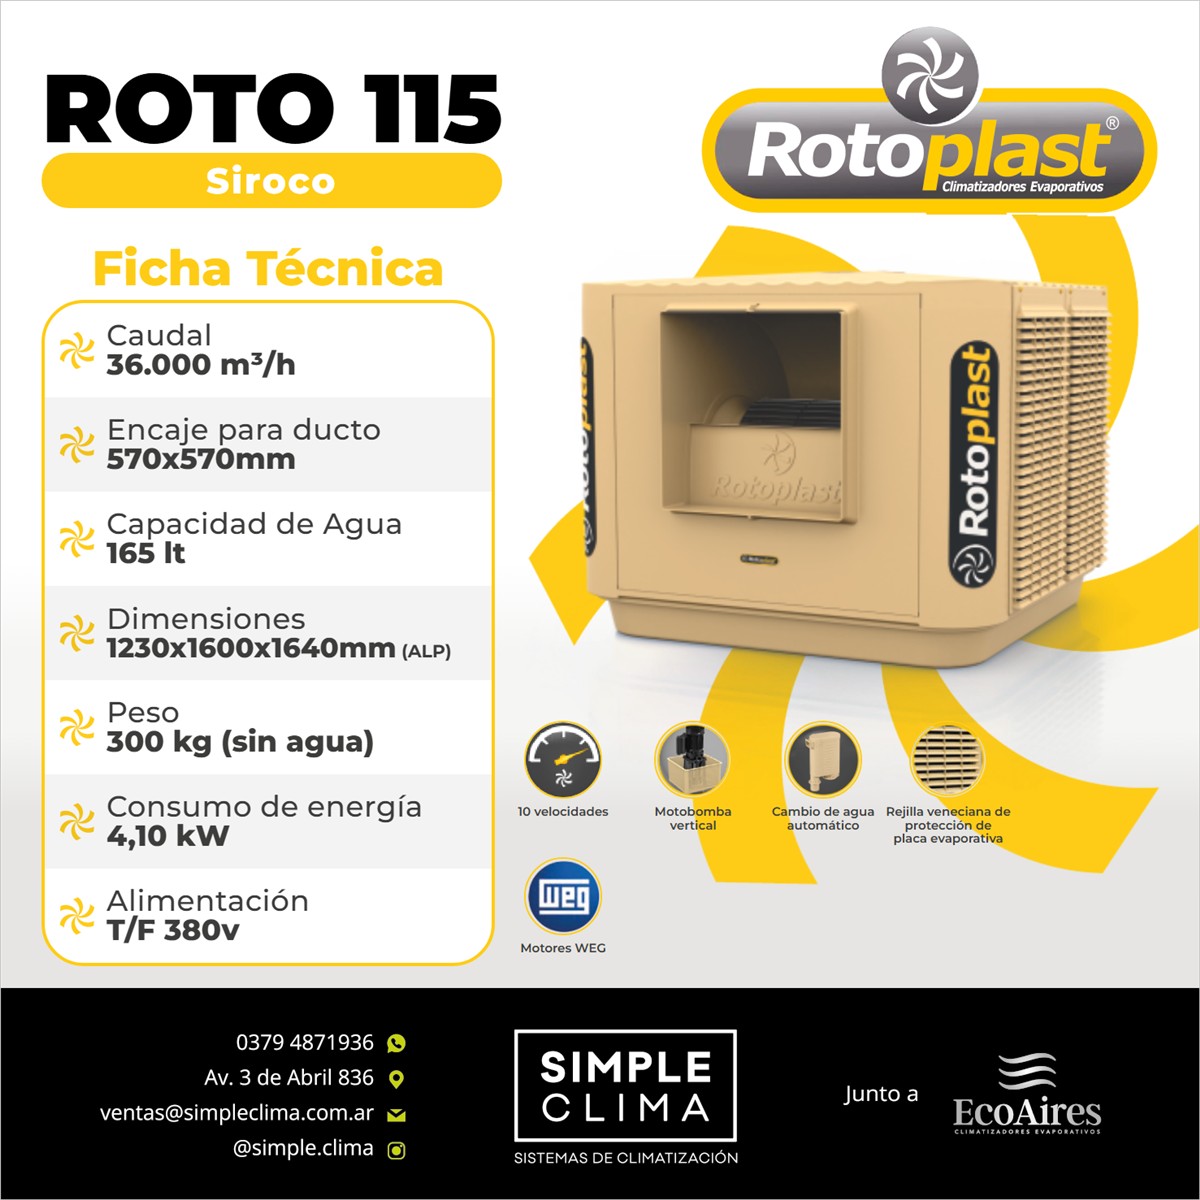 ROTO 115
Siroco
Rotoplast®
Climatizadores Evaporativos
Ficha Técnica
Caudal
36.000 m³/h
Encaje para ducto
570x570mm
Capacidad de Agua
165 lt
Dimensiones
1230x1600x1640mm (ALP)
Peso
300 kg (sin agua)
Consumo de energía
4,10 kW
Alimentación
T/F 380v
Rotoplast
Rotoplast
Rotoplast
Rotoplast
10 velocidades
Motobomba
vertical
Cambio de agua
automático
Rejilla veneciana de
protección de
placa evaporativa
WEG
Motores WEG
0379 4871936
Av. 3 de Abril 836
ventas@simpleclima.com.ar
@simple.clima
SIMPLE
CLIMA
SISTEMAS DE CLIMATIZACIÓN
Junto a
EcoAires
CLIMATIZADORES EVAPORATIVOS